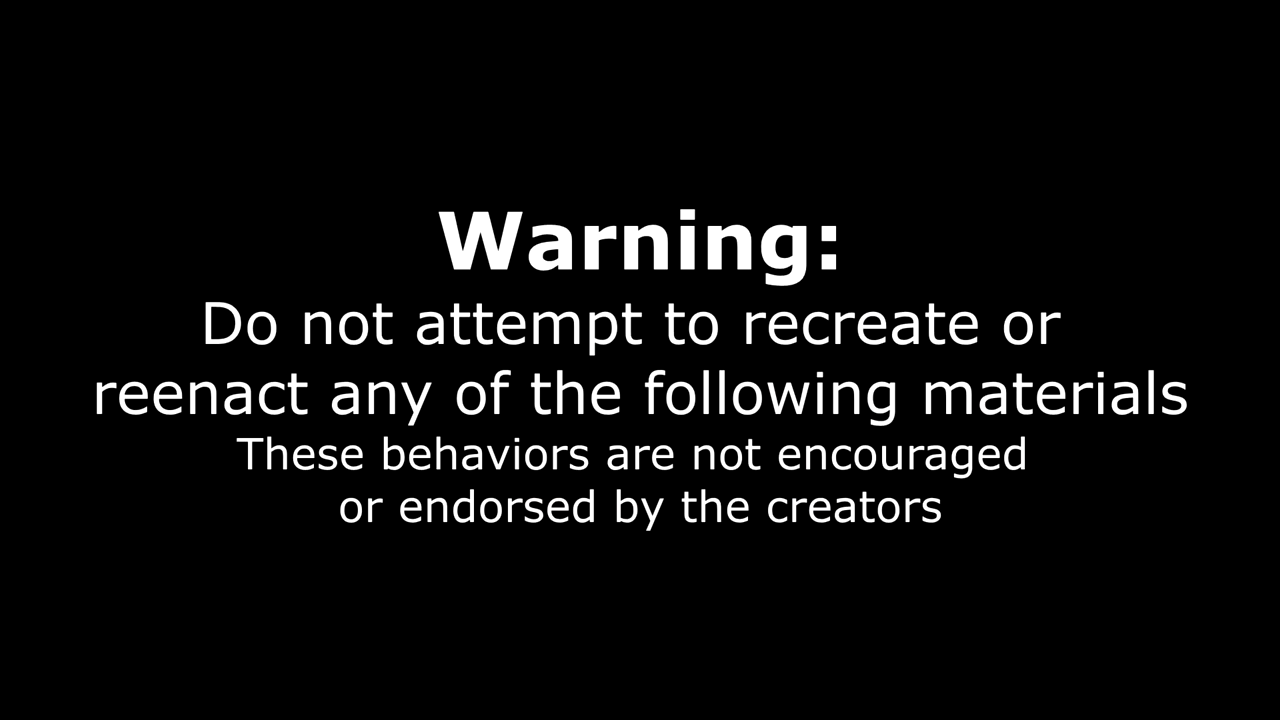 Warning:
Do not attempt to recreate or
reenact any of the following materials
These behaviors are not encouraged
or endorsed by the creators